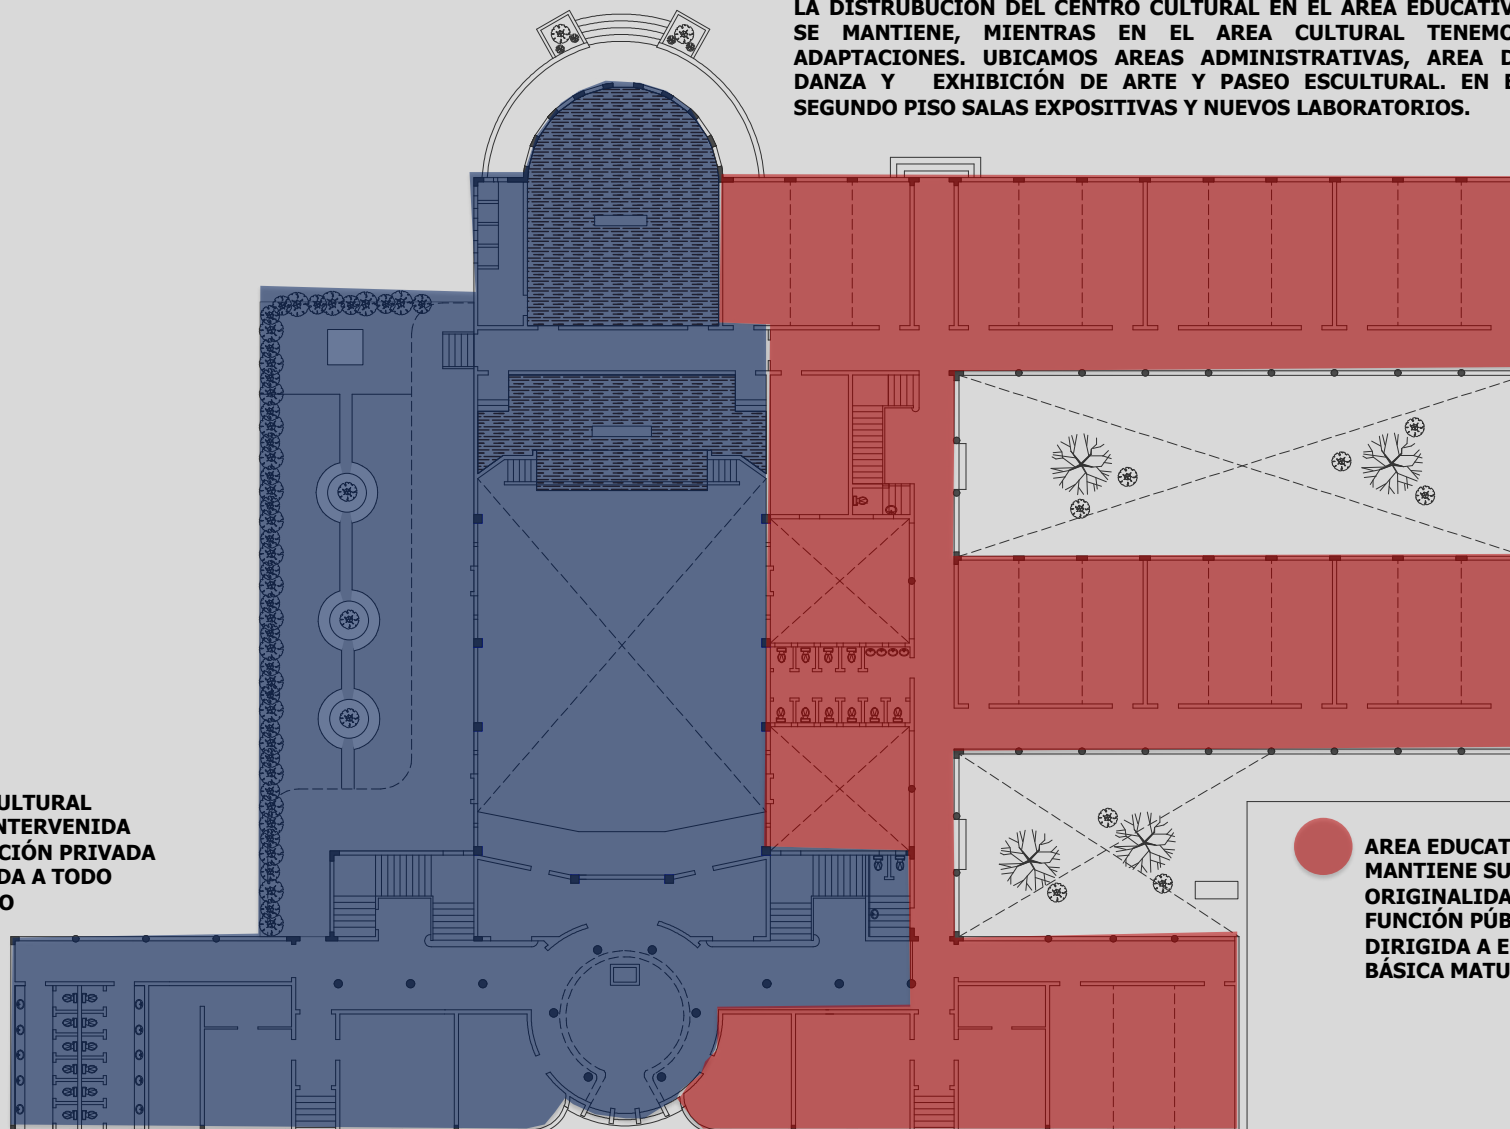 LA DISTRUBUCIÓN DEL CENTRO CULTURAL EN EL AREA EDUCATIV
SE MANTIENE, MIENTRAS EN EL AREA CULTURAL TENEMO
ADAPTACIONES. UBICAMOS AREAS ADMINISTRATIVAS, AREA D
DANZA Y EXHIBICIÓN DE ARTE Y PASEO ESCULTURAL. EN E
SEGUNDO PISO SALAS EXPOSITIVAS Y NUEVOS LABORATORIOS.
ULTURAL
NTERVENIDA
CIÓN PRIVADA
DA A TODO
O
AREA EDUCAT
MANTIENE SU
ORIGINALIDA
FUNCIÓN PÚB
DIRIGIDA A E
BÁSICA MATU